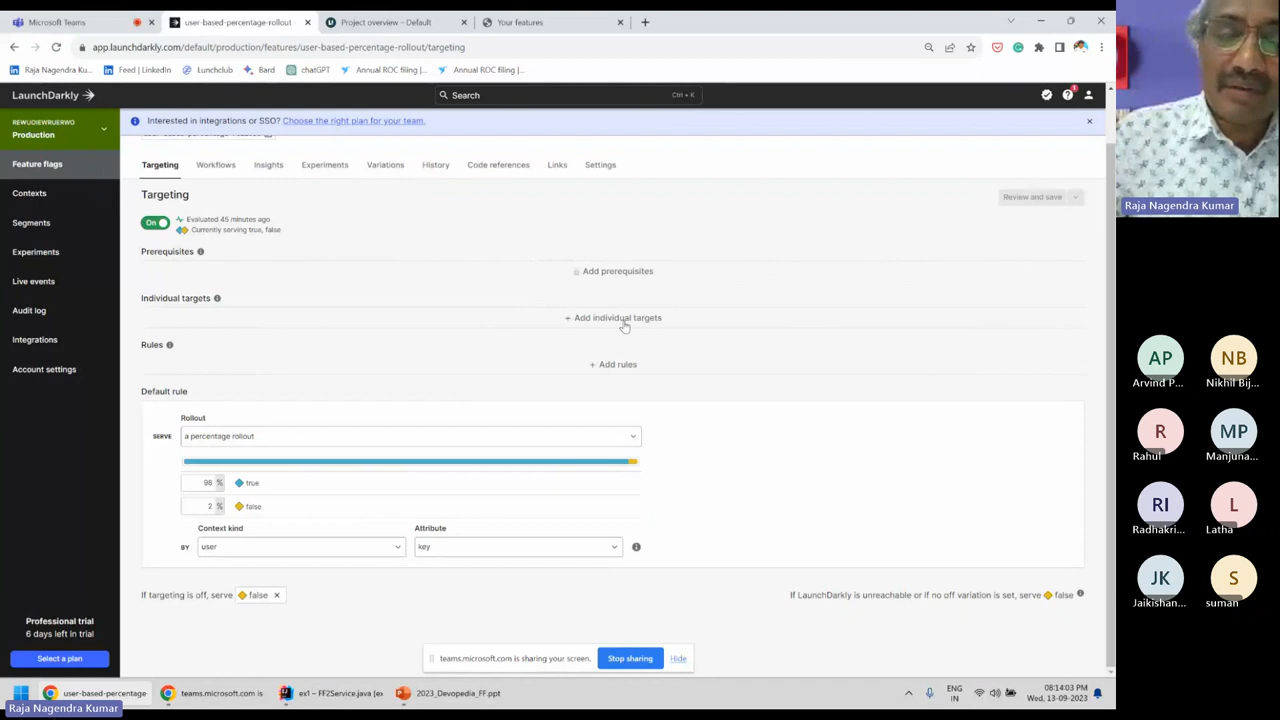 Microsoft Teams
user-based-percentage-rollout
Project overview – Default
Your features
app.launchdarkly.com/default/production/features/user-based-percentage-rollout/targeting
Raja Nagendra Ku...
Feed | LinkedIn
Lunchclub
Bard
chatGPT
Annual ROC filing |...
Annual ROC filing |...
LaunchDarkly
Search
Ctrl + K
1
REWUDIEWRUERWO
Production
Interested in integrations or SSO? Choose the right plan for your team.
Feature flags
Contexts
Segments
Experiments
Live events
Audit log
Integrations
Account settings
Professional trial
6 days left in trial
Select a plan
Targeting
Workflows
Insights
Experiments
Variations
History
Code references
Links
Settings
Targeting
Review and save
On
Evaluated 45 minutes ago
Currently serving true, false
Prerequisites
Add prerequisites
Individual targets
+ Add individual targets
Rules
+ Add rules
Default rule
Rollout
SERVE
a percentage rollout
98 %
true
2 %
false
Context kind
Attribute
BY
user
key
If targeting is off, serve
false
If LaunchDarkly is unreachable or if no off variation is set, serve false
teams.microsoft.com is sharing your screen.
Stop sharing
Hide
user-based-percentage
teams.microsoft.com is
ex1 – FF2Service.java [ex
2023_Devopedia_FF.ppt
ENG
IN
08:14:03 PM
Wed, 13-09-2023
Raja Nagendra Kumar
Raja Nagendra Kumar
AP
Arvind P...
NB
Nikhil Bij...
R
Rahul
MP
Manjuna...
RI
Radhakri...
L
Latha
JK
Jaikishan...
S
suman